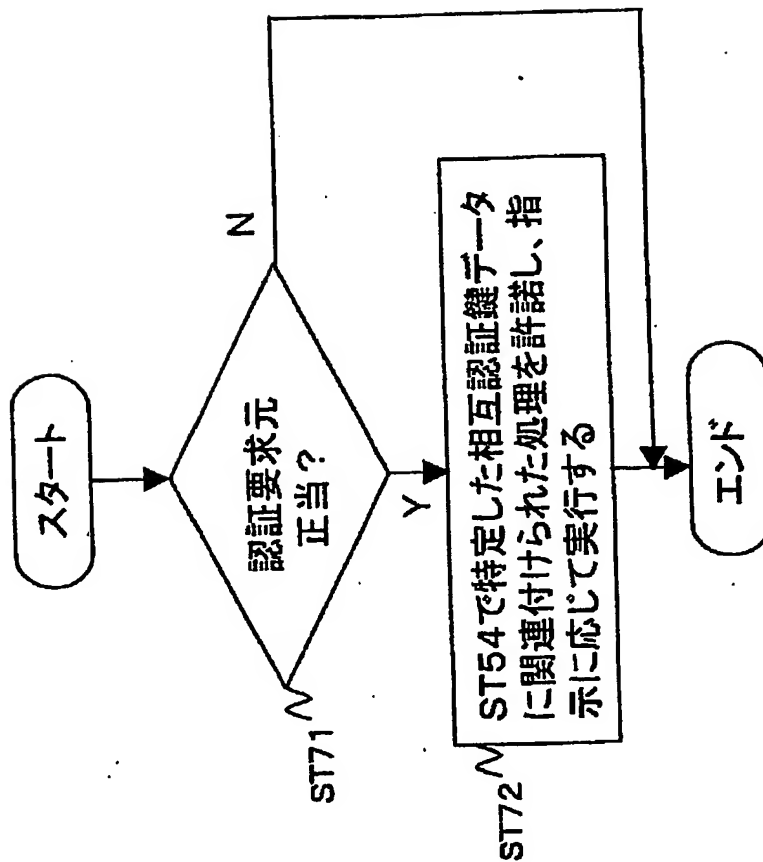 スタート
認証要求元
正当?
N
Y
ST71
ST54で特定した相互認証鍵データ
に関連付けられた処理を許諾し、指
示に応じて実行する
ST72
エンド